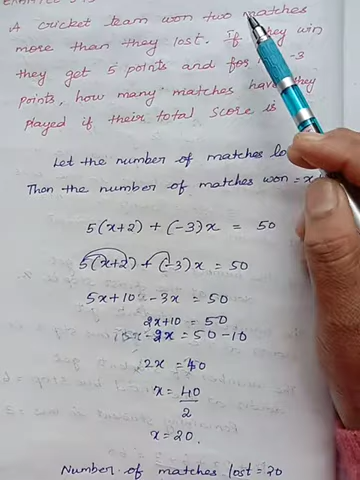 A cricket team won two matches
more than they lost. If they win
they get 5 points and for -3
points, how many matches have they
played if their total score is
Let the number of matches
Than the number of matches won = x
5(x+2) + (-3)x = 50
5(x+2) + (-3)x = 50
5x+10 -3x = 50
2x+10 = 50
2x = 50-10
2x = 40
x = 40
2
x = 20.
Number of matches lost = 20